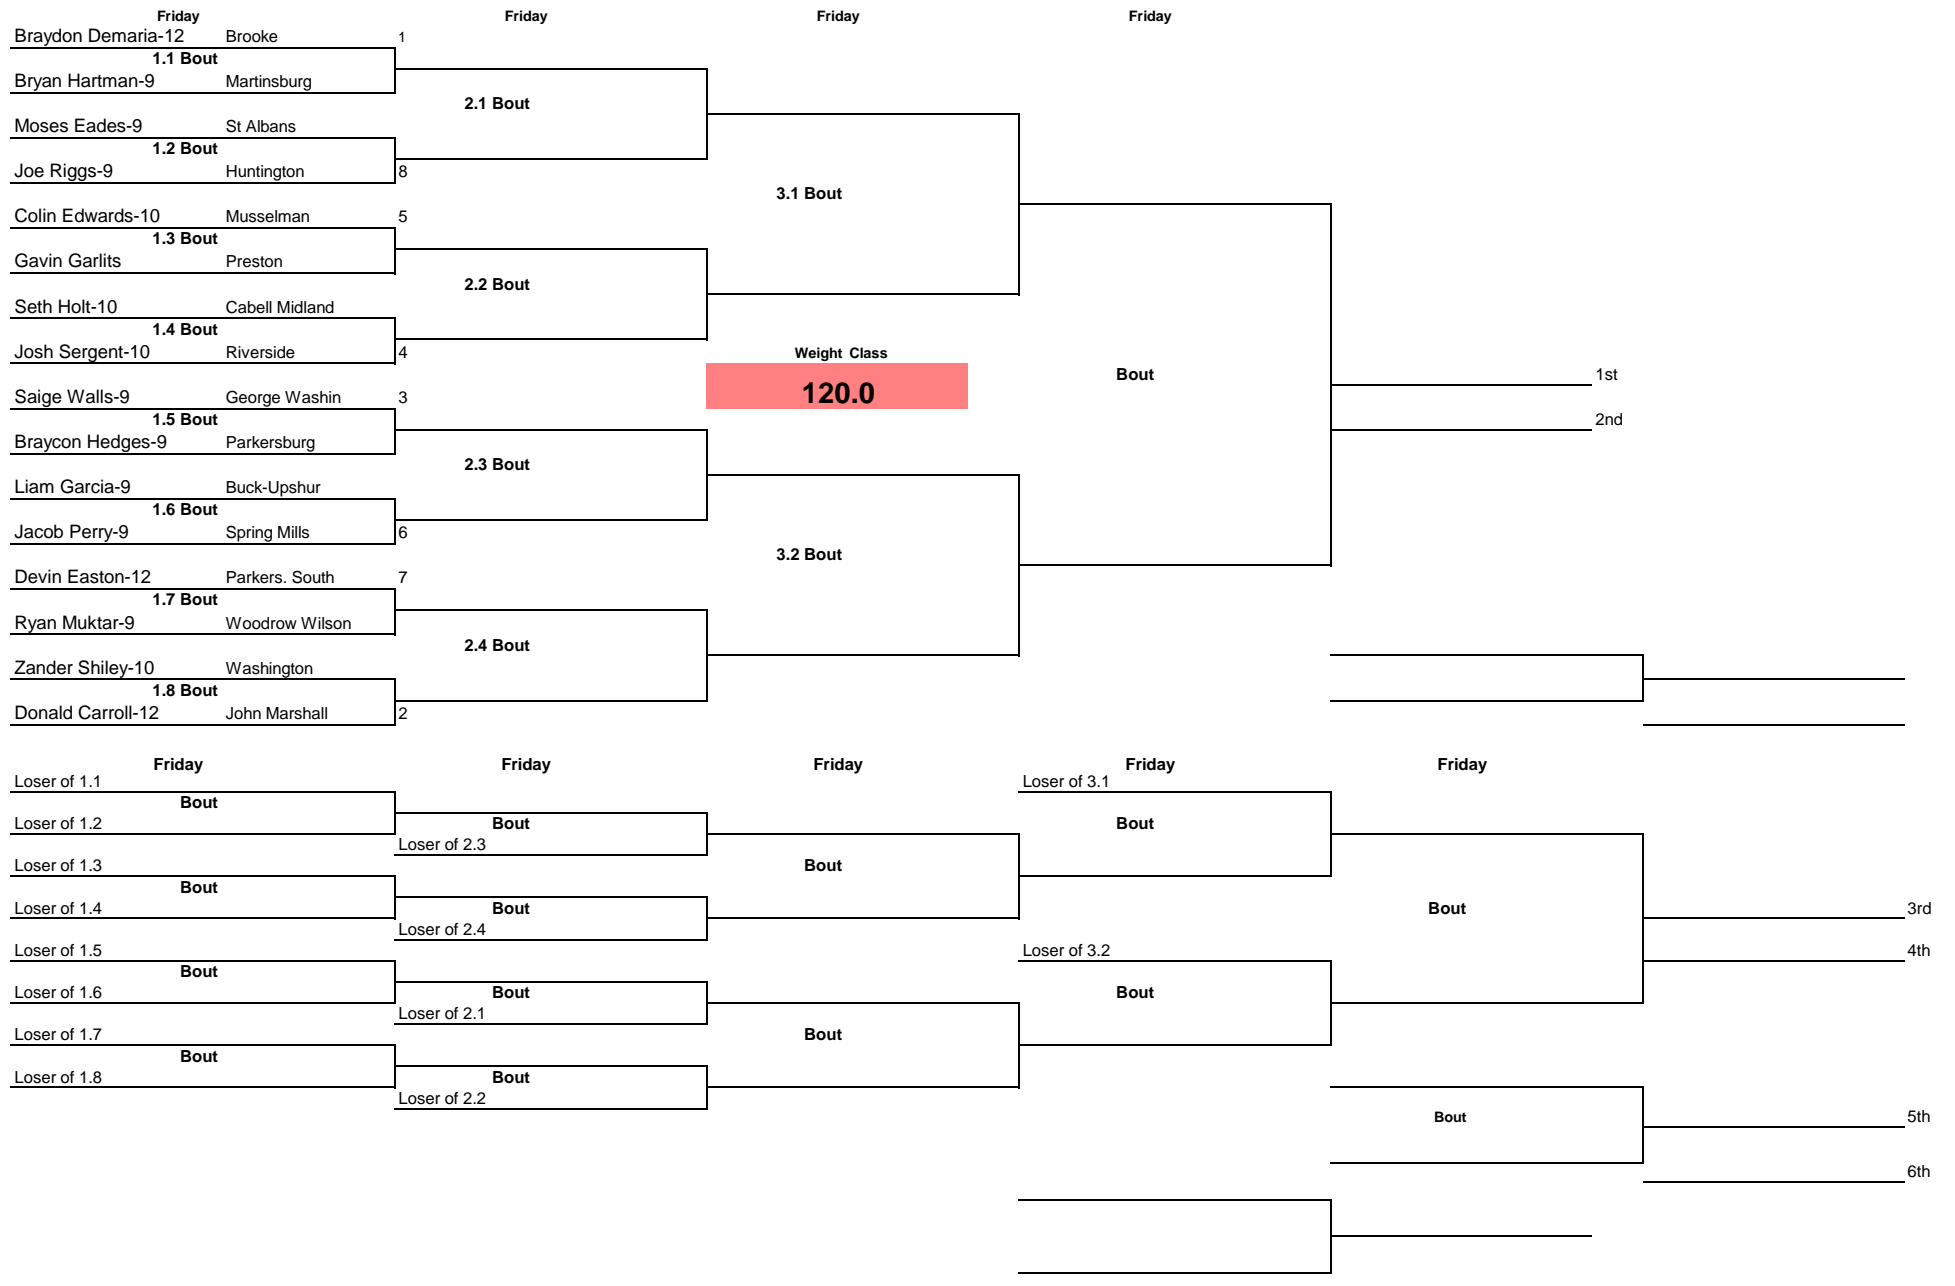 Friday Friday Friday Friday
Braydon Demaria-12 Brooke 1
1.1 Bout
Bryan Hartman-9 Martinsburg
2.1 Bout
Moses Eades-9 St Albans
1.2 Bout
Joe Riggs-9 Huntington 8
3.1 Bout
Colin Edwards-10 Musselman 5
1.3 Bout
Gavin Garlits Preston
2.2 Bout
Seth Holt-10 Cabell Midland
1.4 Bout
Josh Sergent-10 Riverside 4
Weight Class
Bout 1st
120.0
Saige Walls-9 George Washin 3
1.5 Bout 2nd
Braycon Hedges-9 Parkersburg
2.3 Bout
Liam Garcia-9 Buck-Upshur
1.6 Bout
Jacob Perry-9 Spring Mills 6
3.2 Bout
Devin Easton-12 Parkers. South 7
1.7 Bout
Ryan Muktar-9 Woodrow Wilson
2.4 Bout
Zander Shiley-10 Washington
1.8 Bout
Donald Carroll-12 John Marshall 2
Friday Friday Friday Friday Friday
Loser of 1.1 Loser of 3.1
Bout
Loser of 1.2 Bout Bout
Loser of 2.3
Loser of 1.3 Bout
Bout
Loser of 1.4 Bout Bout 3rd
Loser of 2.4
Loser of 1.5 Loser of 3.2 4th
Bout
Loser of 1.6 Bout Bout
Loser of 2.1
Loser of 1.7 Bout
Bout
Loser of 1.8 Bout
Loser of 2.2
Bout 5th
6th